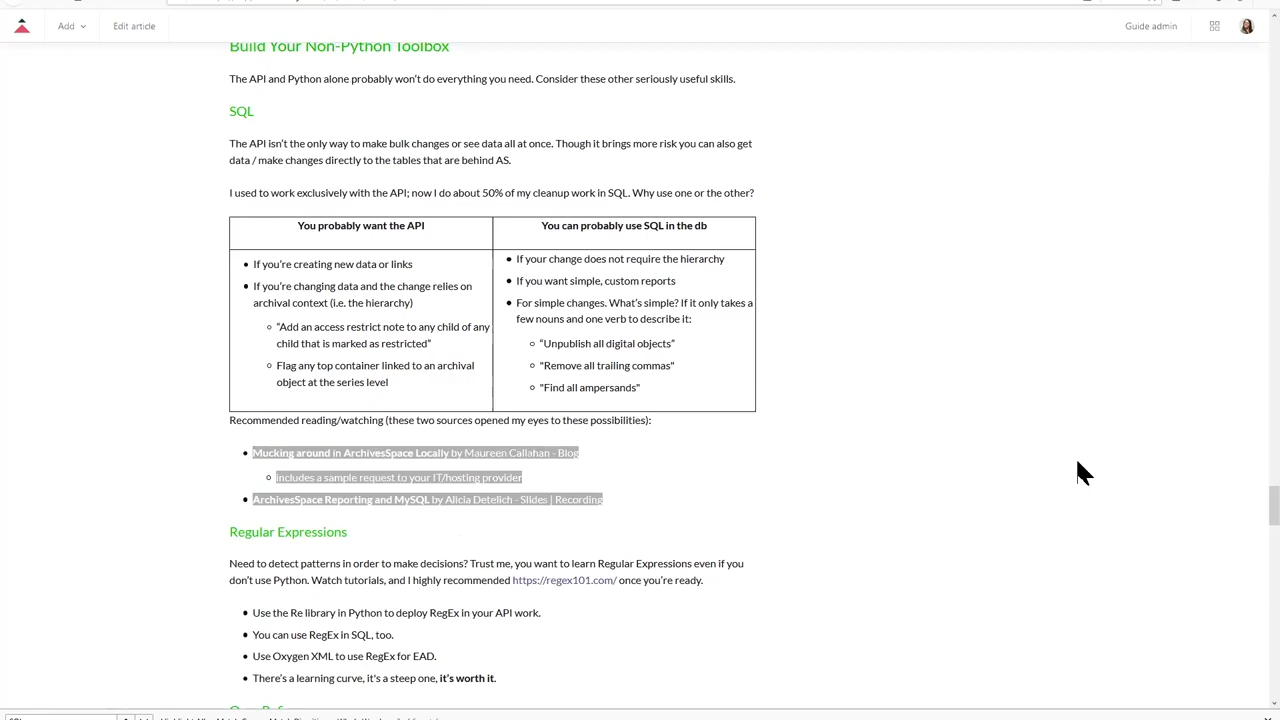 Add
Edit article
Guide admin
Build Your Non-Python Toolbox
The API and Python alone probably won't do everything you need. Consider these other seriously useful skills.
SQL
The API isn't the only way to make bulk changes or see data all at once. Though it brings more risk you can also get
data / make changes directly to the tables that are behind AS.
I used to work exclusively with the API; now I do about 50% of my cleanup work in SQL. Why use one or the other?
You probably want the API
If you're creating new data or links
If you're changing data and the change relies on
archival context (i.e. the hierarchy)
“Add an access restrict note to any child of any
child that is marked as restricted”
Flag any top container linked to an archival
object at the series level
You can probably use SQL in the db
If your change does not require the hierarchy
If you want simple, custom reports
For simple changes. What's simple? If it only takes a
few nouns and one verb to describe it:
“Unpublish all digital objects”
"Remove all trailing commas"
"Find all ampersands"
Recommended reading/watching (these two sources opened my eyes to these possibilities):
Mucking around in ArchivesSpace Locally by Maureen Callahan - Blog
includes a sample request to your IT/hosting provider
ArchivesSpace Reporting and MySQL by Alicia Detelich - Slides | Recording
Regular Expressions
Need to detect patterns in order to make decisions? Trust me, you want to learn Regular Expressions even if you
don't use Python. Watch tutorials, and I highly recommended https://regex101.com/ once you're ready.
Use the Re library in Python to deploy RegEx in your API work.
You can use RegEx in SQL, too.
Use Oxygen XML to use RegEx for EAD.
There's a learning curve, it's a steep one, it's worth it.